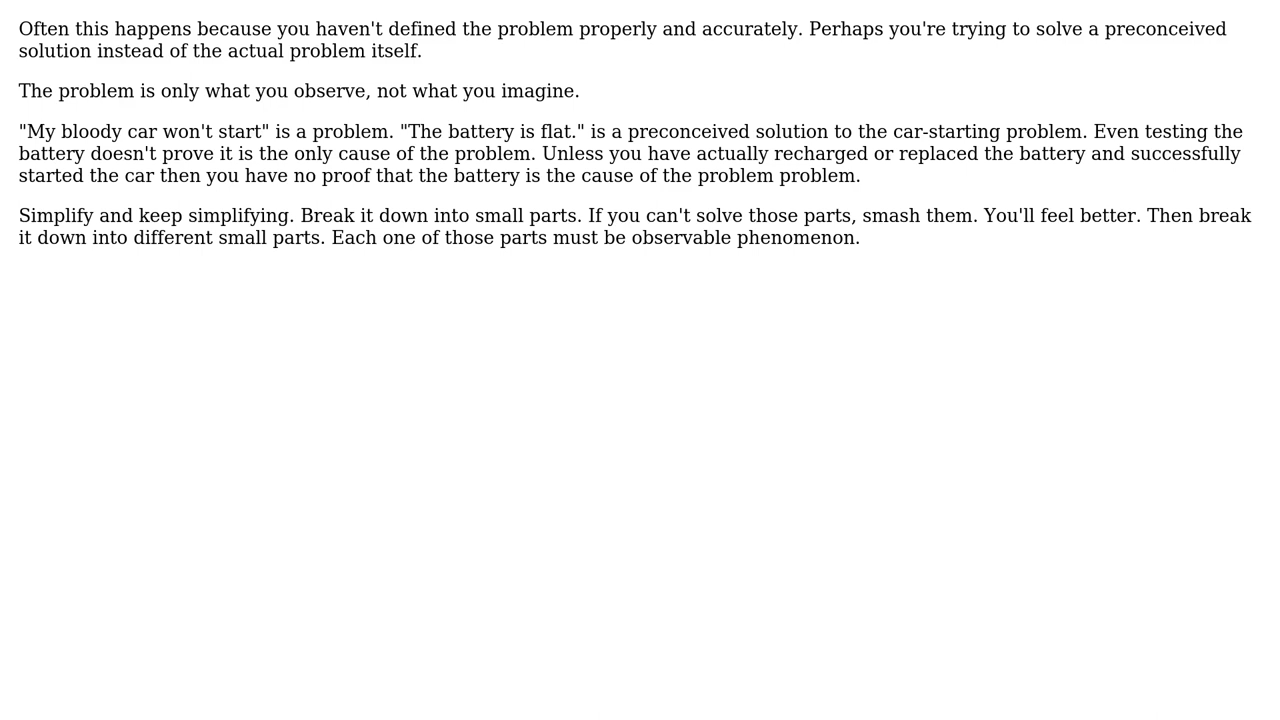 Often this happens because you haven't defined the problem properly and accurately. Perhaps you're trying to solve a preconceived
solution instead of the actual problem itself.
The problem is only what you observe, not what you imagine.
"My bloody car won't start" is a problem. "The battery is flat." is a preconceived solution to the car-starting problem. Even testing the
battery doesn't prove it is the only cause of the problem. Unless you have actually recharged or replaced the battery and successfully
started the car then you have no proof that the battery is the cause of the problem problem.
Simplify and keep simplifying. Break it down into small parts. If you can't solve those parts, smash them. You'll feel better. Then break
it down into different small parts. Each one of those parts must be observable phenomenon.